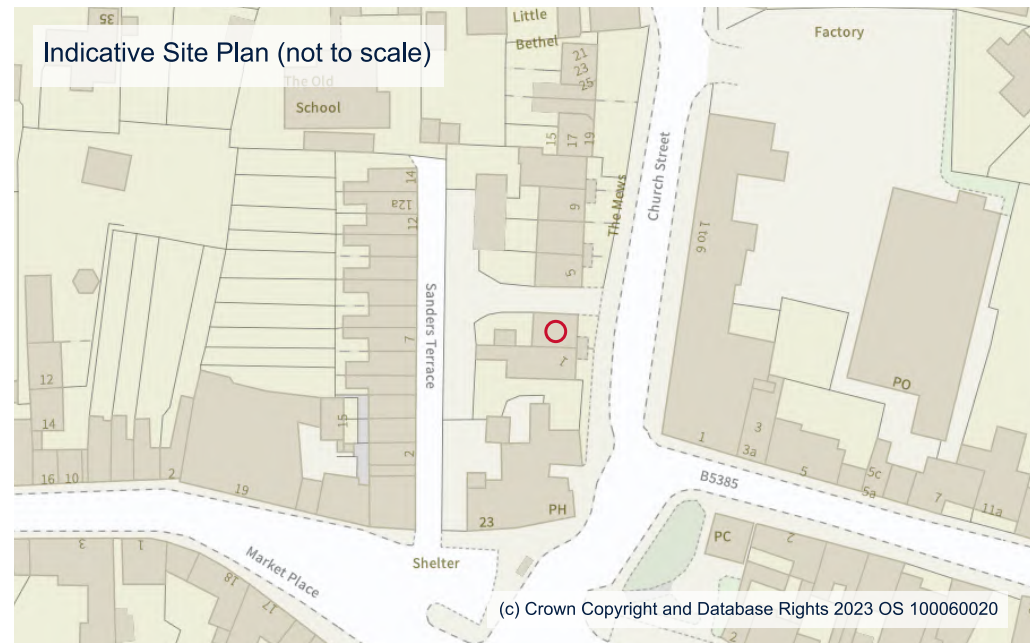 35
Little
Bethel
Factory
Indicative Site Plan (not to scale)
The Old
School
21
23
25
15
17
19
14
12a
12
9
The Mews
Church Street
1 to 6
5
Sanders Terrace
7
1
12
14
PO
15
2
3
3a
1
5
5c
5a
7
11a
B5385
16
10
2
19
23
PH
PC
2
3
1
Market Place
Shelter
18
17
2
(c) Crown Copyright and Database Rights 2023 OS 100060020